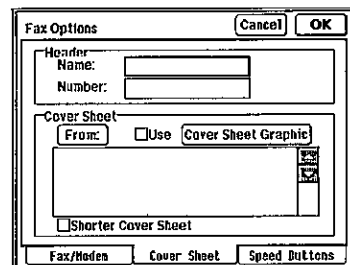 Fax Options Cancel OK
Header
Name:
Number:
Cover Sheet
From: Use Cover Sheet Graphic
Shorter Cover Sheet
Fax/Modem Cover Sheet Speed Buttons